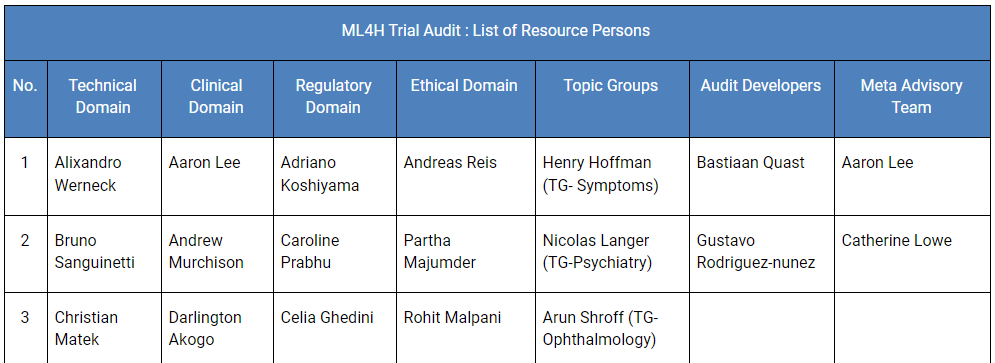 ML4H Trial Audit : List of Resource Persons
No. Technical Domain Clinical Domain Regulatory Domain Ethical Domain Topic Groups Audit Developers Meta Advisory Team
1 Alixandro Werneck Aaron Lee Adriano Koshiyama Andreas Reis Henry Hoffman (TG- Symptoms) Bastiaan Quast Aaron Lee
2 Bruno Sanguinetti Andrew Murchison Caroline Prabhu Partha Majumder Nicolas Langer (TG-Psychiatry) Gustavo Rodriguez-nunez Catherine Lowe
3 Christian Matek Darlington Akogo Celia Ghedini Rohit Malpani Arun Shroff (TG-Ophthalmology)